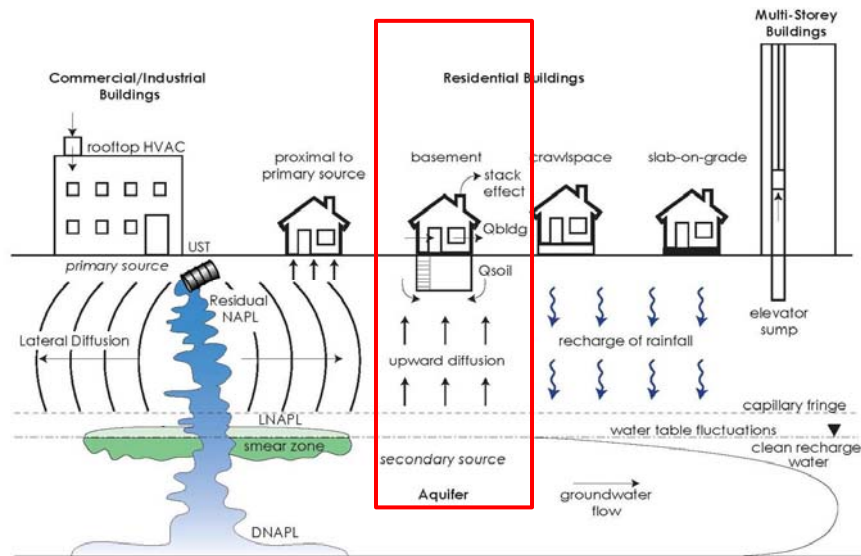 Multi-Storey
Buildings
Commercial/Industrial
Buildings
Residential Buildings
rooftop HVAC
proximal to
primary source
basement
crawlspace
slab-on-grade
stack
effect
Qbldg
UST
primary source
Qsoil
Residual
NAPL
elevator
sump
Lateral Diffusion
upward diffusion
recharge of rainfall
capillary fringe
LNAPL
water table fluctuations
smear zone
clean recharge
water
secondary source
Aquifer
groundwater
flow
DNAPL